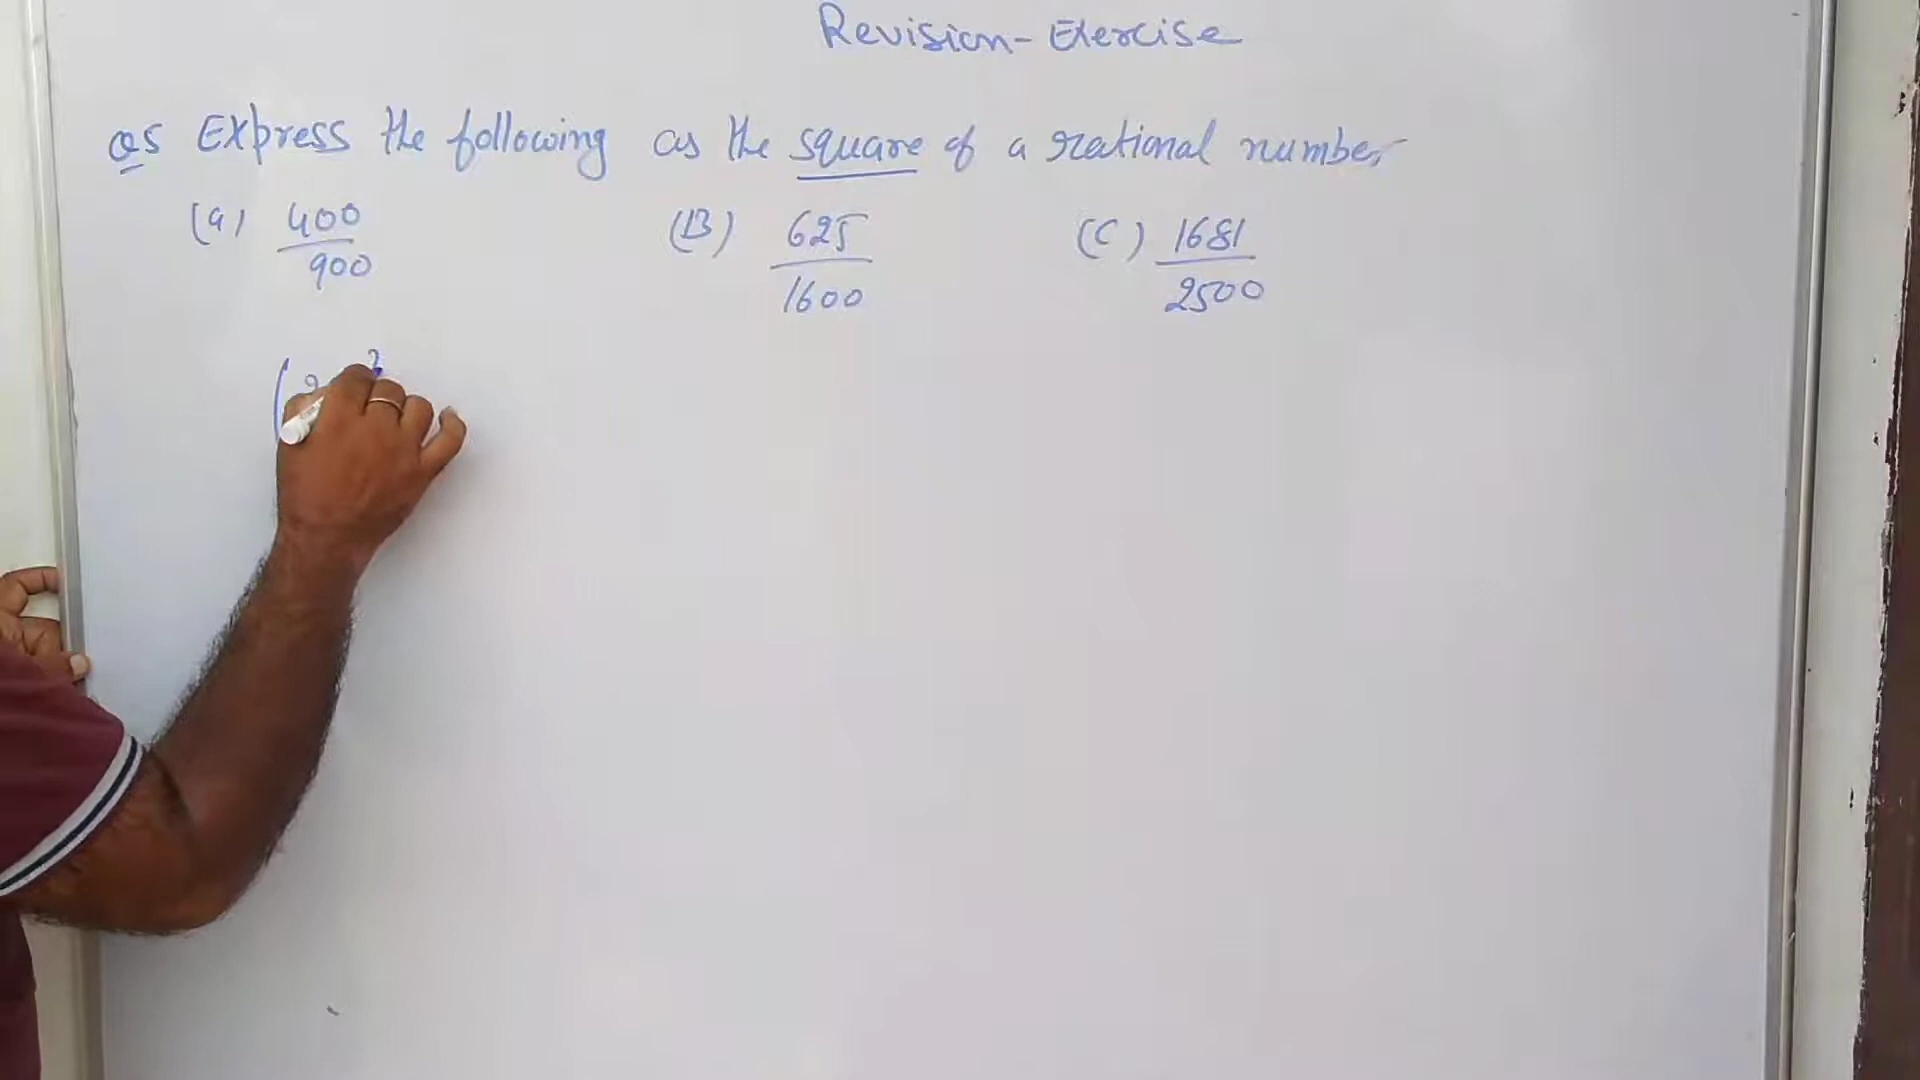 Revision - Exercise
Q5 Express the following as the square of a rational number
(a) 400/900 (B) 625/1600 (C) 1681/2500
(